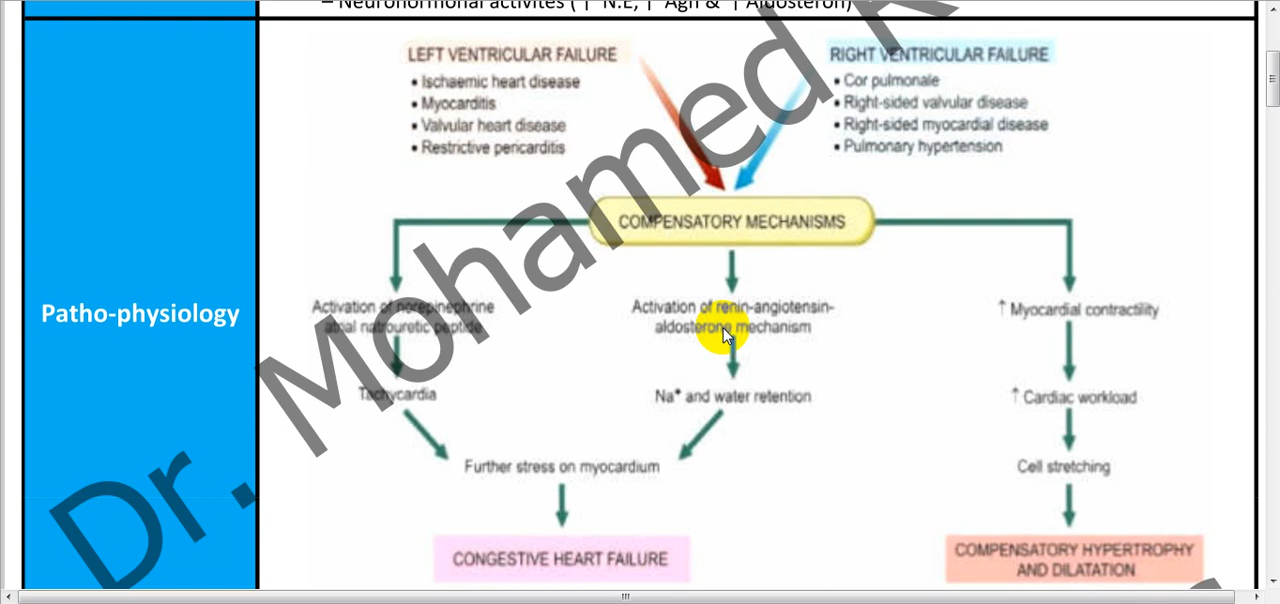 – Neurohormonal activites ( ↑ N.E, ↑ AgII & ↑ Aldosteron)
Patho-physiology
LEFT VENTRICULAR FAILURE
• Ischaemic heart disease
• Myocarditis
• Valvular heart disease
• Restrictive pericarditis
RIGHT VENTRICULAR FAILURE
• Cor pulmonale
• Right-sided valvular disease
• Right-sided myocardial disease
• Pulmonary hypertension
COMPENSATORY MECHANISMS
Activation of norepinephrine
atrial natriuretic peptide
Tachycardia
Activation of renin-angiotensin-
aldosterone mechanism
Na⁺ and water retention
Further stress on myocardium
CONGESTIVE HEART FAILURE
↑ Myocardial contractility
↑ Cardiac workload
Cell stretching
COMPENSATORY HYPERTROPHY
AND DILATATION
Dr. Mohamed